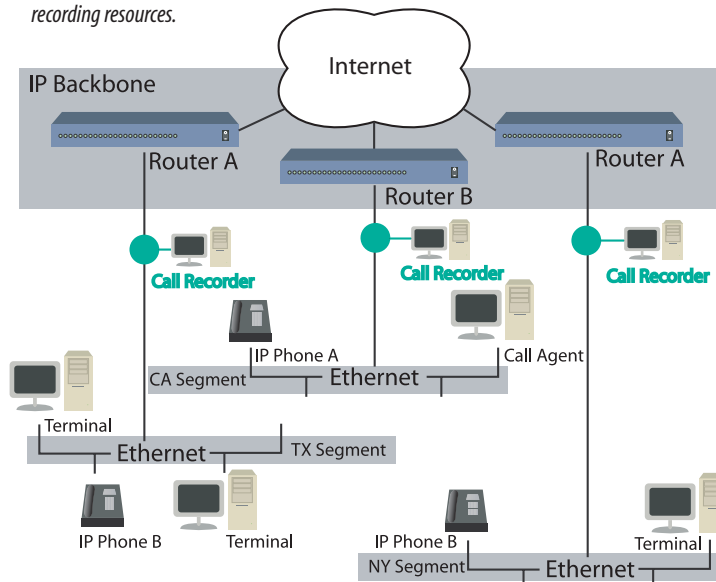 recording resources.
Internet
IP Backbone
Router A
Router B
Router A
Call Recorder
Call Recorder
Call Recorder
IP Phone A
Call Agent
CA Segment
Ethernet
Terminal
Ethernet
TX Segment
IP Phone B
Terminal
IP Phone B
Terminal
NY Segment
Ethernet